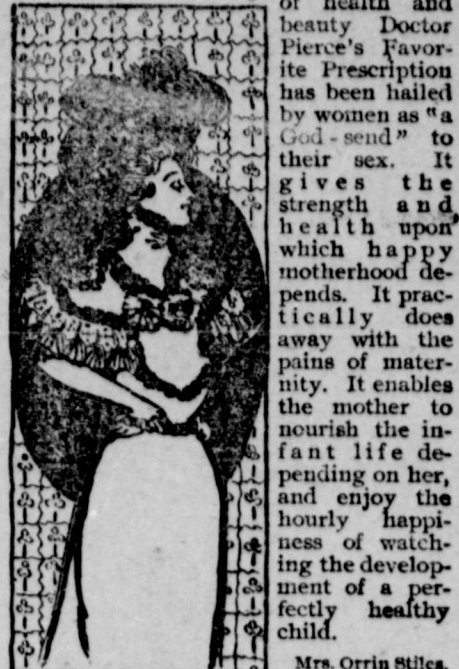 of health and
beauty Doctor
Pierce's Favor-
ite Prescription
has been hailed
by women as "a
God-send" to
their sex. It
gives the
strength and
health upon
which happy
motherhood de-
pends. It prac-
tically does
away with the
pains of mater-
nity. It enables
the mother to
nourish the in-
fant life de-
pending on her,
and enjoy the
hourly happi-
ness of watch-
ing the develop-
ment of a per-
fectly healthy
child.
Mrs. Orrin Stiles,